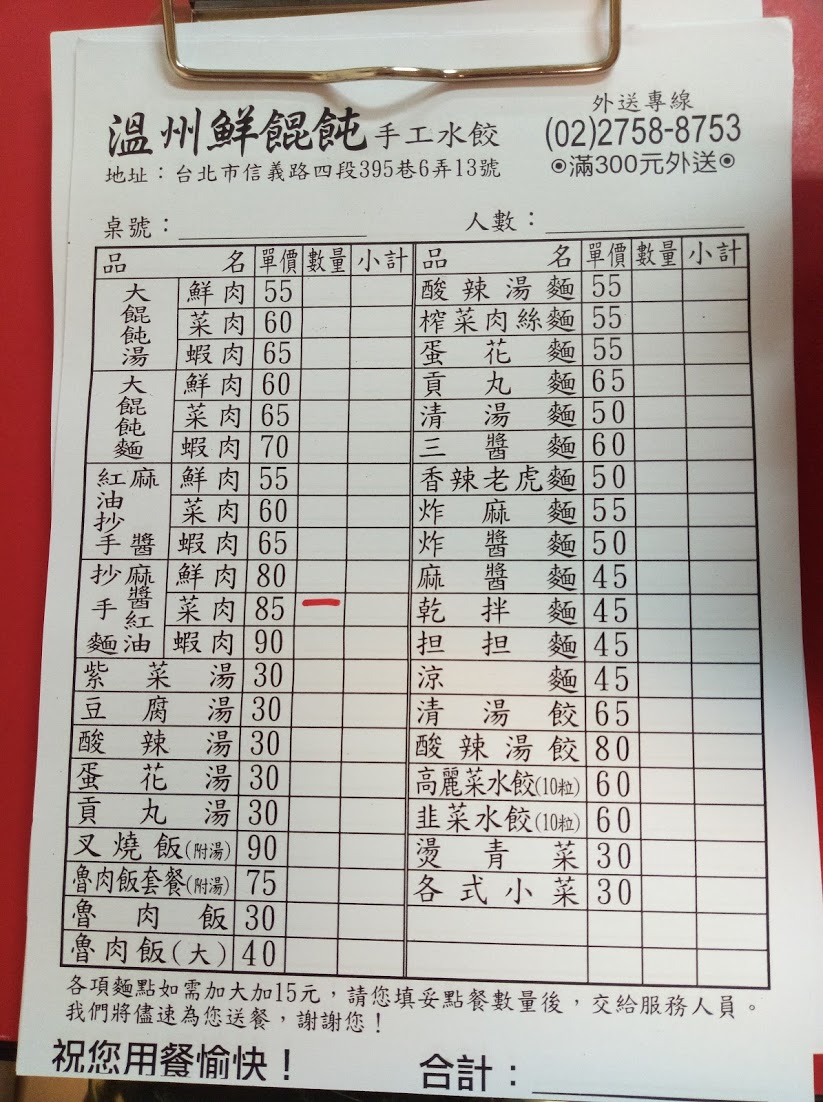 溫州鮮餛飩手工水餃
外送專線
(02)2758-8753
地址：台北市信義路四段395巷6弄13號
◉滿300元外送◉
桌號：
人數：
品名 單價 數量 小計
大餛飩湯
鮮肉 55
菜肉 60
蝦肉 65
大餛飩麵
鮮肉 60
菜肉 65
蝦肉 70
紅油抄手 麻醬
鮮肉 55
菜肉 60
蝦肉 65
抄手麵 麻醬紅油
鮮肉 80
菜肉 85
蝦肉 90
紫菜湯 30
豆腐湯 30
酸辣湯 30
蛋花湯 30
貢丸湯 30
叉燒飯(附湯) 90
魯肉飯套餐(附湯) 75
魯肉飯 30
魯肉飯(大) 40
品名 單價 數量 小計
酸辣湯麵 55
榨菜肉絲麵 55
蛋花麵 55
貢丸麵 65
清湯麵 50
三醬麵 60
香辣老虎麵 50
炸麻麵 55
炸醬麵 50
麻醬麵 45
乾拌麵 45
担担麵 45
涼麵 45
清湯餃 65
酸辣湯餃 80
高麗菜水餃(10粒) 60
韭菜水餃(10粒) 60
燙青菜 30
各式小菜 30
各項麵點如需加大加15元，請您填妥點餐數量後，交給服務人員。
我們將儘速為您送餐，謝謝您！
祝您用餐愉快！
合計：